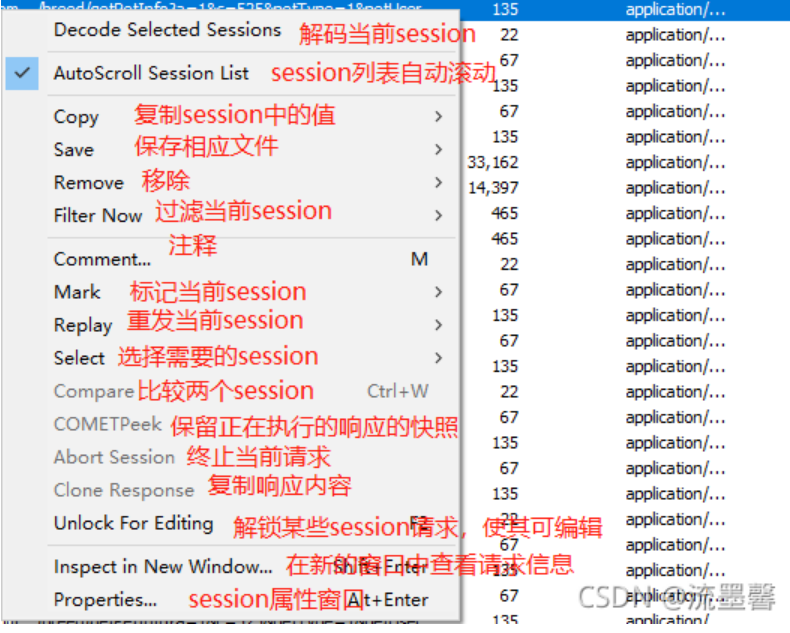 /breed/getPetInfo?a=1&c=525&petType=1&petUser 135 application/...
Decode Selected Sessions 解码当前session 22 application/...
67 application/...
✓ AutoScroll Session List session列表自动滚动 135 application/...
Copy 复制session中的值 > 67 application/...
Save 保存相应文件 > 135 application/...
33,162 application/...
Remove 移除 > 14,397 application/...
Filter Now 过滤当前session > 465 application/...
注释 465 application/...
Comment... M 22 application/...
Mark 标记当前session > 67 application/...
Replay 重发当前session > 135 application/...
67 application/...
Select 选择需要的session > 135 application/...
Compare 比较两个session Ctrl+W 22 application/...
COMETPeek 保留正在执行的响应的快照 67 application/...
135 application/...
Abort Session 终止当前请求 67 application/...
Clone Response 复制响应内容 135 application/...
Unlock For Editing 解锁某些session请求，使其可编辑 F2 22 application/...
67 application/...
Inspect in New Window... 在新的窗口中查看请求信息 Shift+Enter 135 application/...
Properties... session属性窗口 Alt+Enter 67 application/...
CSDN @流墨馨
135 application/...